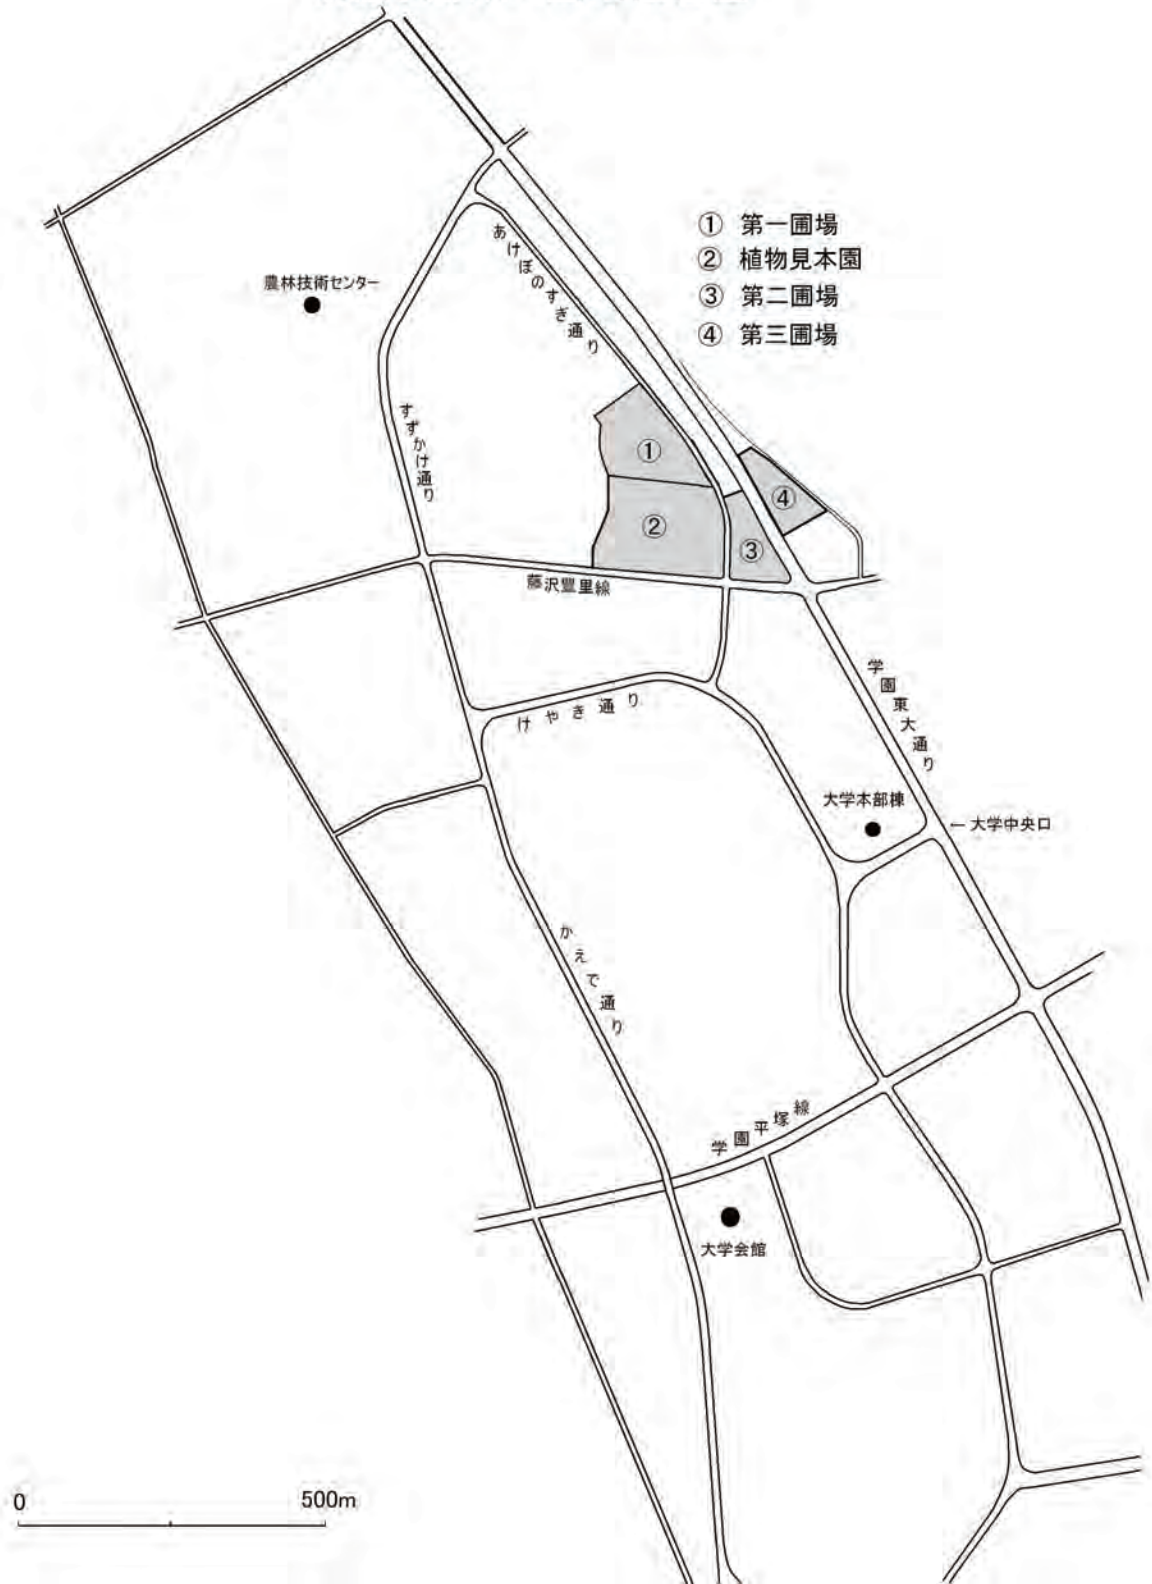 ① 第一圃場
② 植物見本園
③ 第二圃場
④ 第三圃場
あけぼのすぎ通り
農林技術センター
すずかけ通り
①
④
②
③
藤沢豐里線
学園東大通り
けやき通り
大学本部棟
← 大学中央口
かえで通り
学園平塚線
大学会館
0
500m